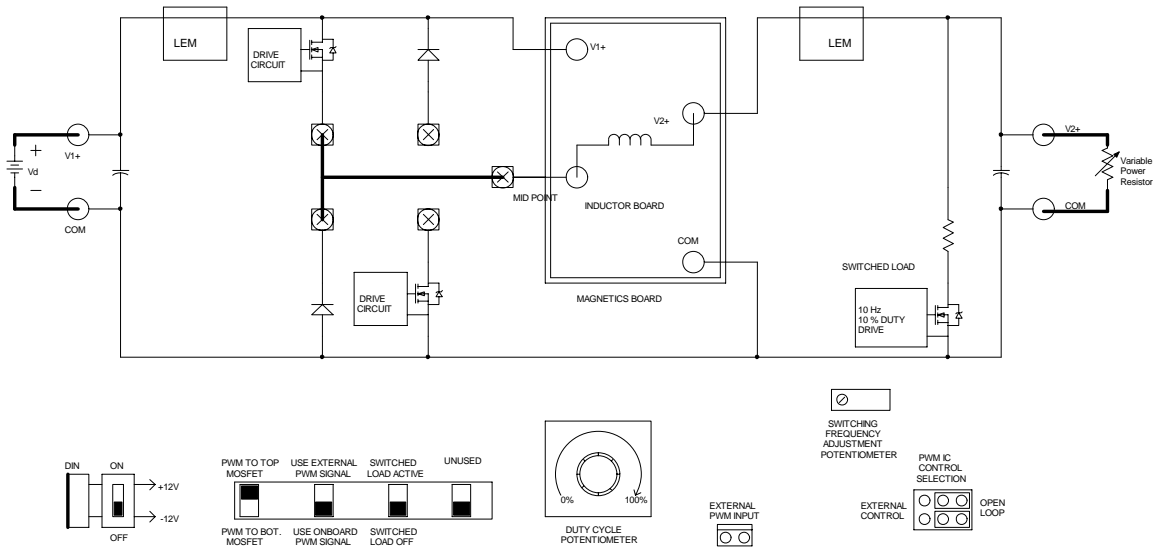 LEM
DRIVE
CIRCUIT
V1+
V2+
LEM
V1+
+
Vd
—
COM
MID POINT
INDUCTOR BOARD
COM
MAGNETICS BOARD
DRIVE
CIRCUIT
V2+
Variable
Power
Resistor
COM
SWITCHED LOAD
10 Hz
10 % DUTY
DRIVE
DIN
ON
+12V
-12V
OFF
PWM TO TOP
MOSFET
USE EXTERNAL
PWM SIGNAL
SWITCHED
LOAD ACTIVE
UNUSED
PWM TO BOT.
MOSFET
USE ONBOARD
PWM SIGNAL
SWITCHED
LOAD OFF
0%
100%
DUTY CYCLE
POTENTIOMETER
EXTERNAL
PWM INPUT
SWITCHING
FREQUENCY
ADJUSTMENT
POTENTIOMETER
PWM IC
CONTROL
SELECTION
EXTERNAL
CONTROL
OPEN
LOOP